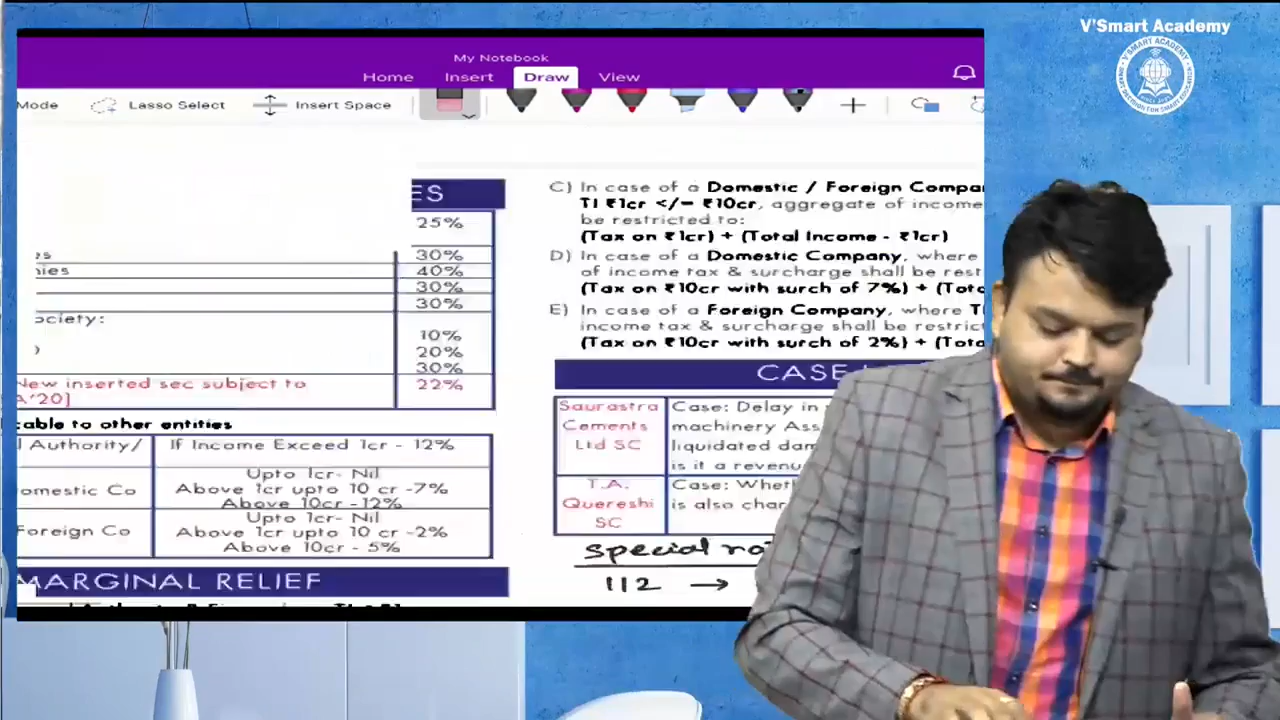 V'Smart Academy
My Notebook
Home Insert Draw View
Mode Lasso Select Insert Space
ES
25%
30%
40%
30%
30%
ociety:
10%
20%
30%
New inserted sec subject to 22%
A'20]
cable to other entities
l Authority/ If Income Exceed 1cr - 12%
Upto 1cr- Nil
omestic Co Above 1cr upto 10 cr -7%
Above 10cr -12%
Upto 1cr- Nil
Foreign Co Above 1cr upto 10 cr -2%
Above 10cr - 5%
MARGINAL RELIEF
C) In case of a Domestic / Foreign Compa
TI ₹1cr </= ₹10cr, aggregate of income
be restricted to:
(Tax on ₹1cr) + (Total Income - ₹1cr)
D) In case of a Domestic Company, where
of income tax & surcharge shall be rest
(Tax on ₹10cr with surch of 7%) + (Tota
E) In case of a Foreign Company, where T
income tax & surcharge shall be restric
(Tax on ₹10cr with surch of 2%) + (Tota
CASE
Saurastra Cements Ltd SC
Case: Delay in
machinery Ass
liquidated dam
is it a revenu
T.A. Quereshi SC
Case: Wheth
is also char
Special no
112 →